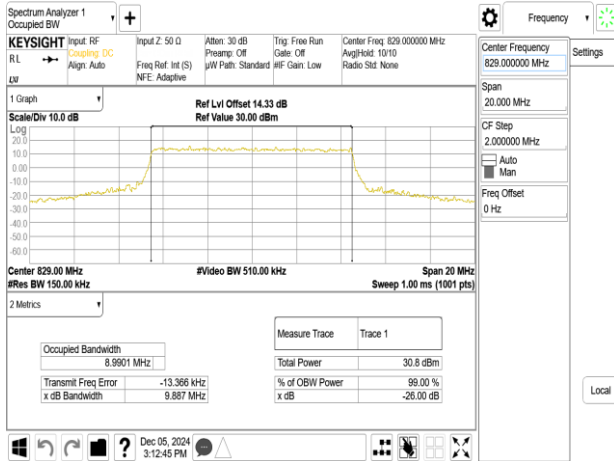 Spectrum Analyzer 1
Occupied BW
Frequency
KEYSIGHT
RL
Input: RF
Coupling: DC
Align: Auto
Input Z: 50 Ω
Freq Ref: Int (S)
NFE: Adaptive
Atten: 30 dB
Preamp: Off
µW Path: Standard
Trig: Free Run
Gate: Off
#IF Gain: Low
Center Freq: 829.000000 MHz
Avg|Hold: 10/10
Radio Std: None
Center Frequency
829.000000 MHz
Settings
Span
20.000 MHz
CF Step
2.000000 MHz
Auto
Man
Freq Offset
0 Hz
Local
1 Graph
Scale/Div 10.0 dB
Ref Lvl Offset 14.33 dB
Ref Value 30.00 dBm
Log
20.0
10.0
0.00
-10.0
-20.0
-30.0
-40.0
-50.0
-60.0
Center 829.00 MHz
#Video BW 510.00 kHz
Span 20 MHz
#Res BW 150.00 kHz
Sweep 1.00 ms (1001 pts)
2 Metrics
Measure Trace Trace 1
Occupied Bandwidth
8.9901 MHz
Total Power 30.8 dBm
Transmit Freq Error -13.366 kHz
% of OBW Power 99.00 %
x dB Bandwidth 9.887 MHz
x dB -26.00 dB
Dec 05, 2024
3:12:45 PM